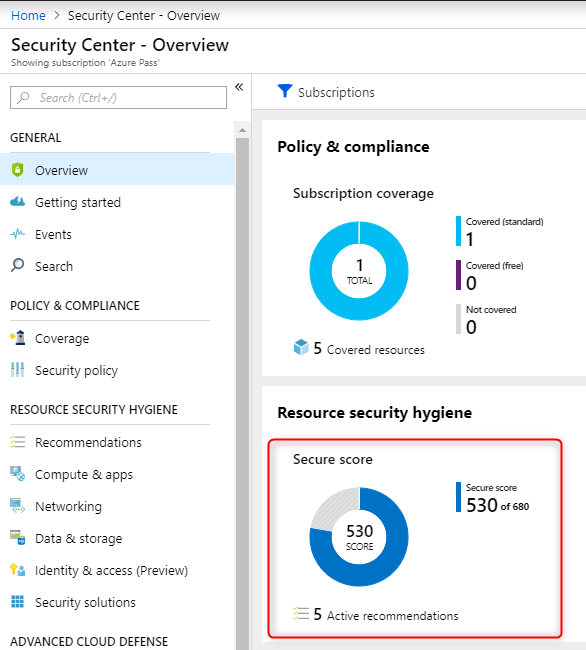 Home > Security Center - Overview
Security Center - Overview
Showing subscription 'Azure Pass'
Search (Ctrl+/)
«
GENERAL
Overview
Getting started
Events
Search
POLICY & COMPLIANCE
Coverage
Security policy
RESOURCE SECURITY HYGIENE
Recommendations
Compute & apps
Networking
Data & storage
Identity & access (Preview)
Security solutions
ADVANCED CLOUD DEFENSE
Subscriptions
Policy & compliance
Subscription coverage
1
TOTAL
Covered (standard)
1
Covered (free)
0
Not covered
0
5 Covered resources
Resource security hygiene
Secure score
530
SCORE
Secure score
530 of 680
5 Active recommendations